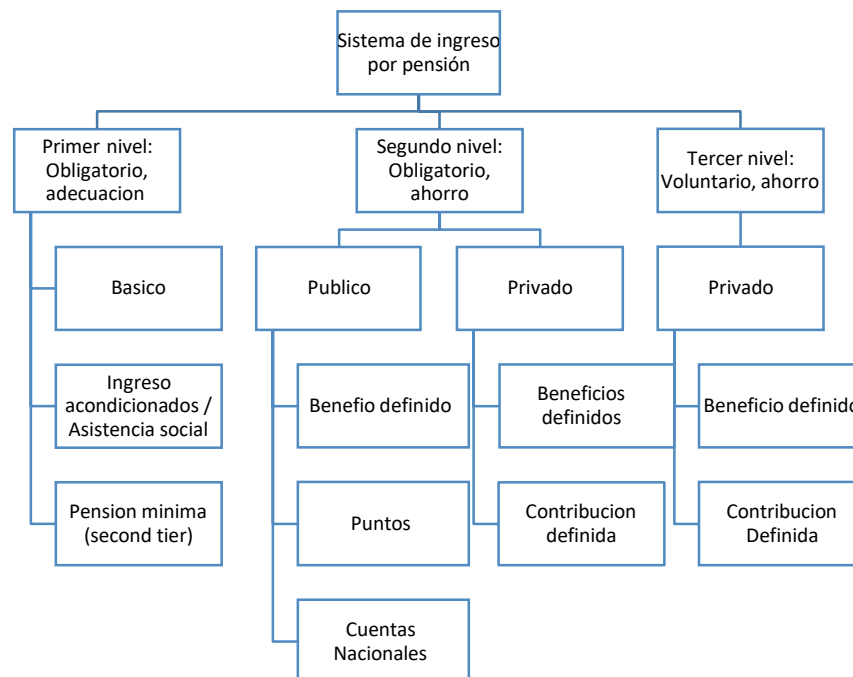 Sistema de ingreso
por pensión
Primer nivel:
Obligatorio,
adecuacion
Segundo nivel:
Obligatorio,
ahorro
Tercer nivel:
Voluntario, ahorro
Basico
Publico
Privado
Privado
Ingreso
acondicionados /
Asistencia social
Benefio definido
Beneficios
definidos
Beneficio definido
Pension minima
(second tier)
Puntos
Contribucion
definida
Contribucion
Definida
Cuentas
Nacionales